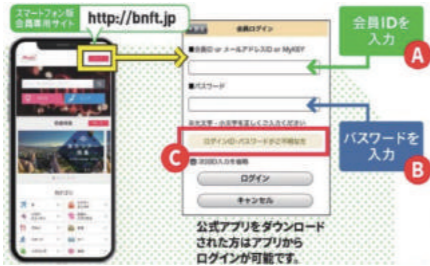 スマートフォン版
会員専用サイト
http://bnft.jp
会員ログイン
■会員ID or メールアドレスID or MyKEY
会員IDを
入力
A
■パスワード
※大文字・小文字を正しくご入力ください
パスワードを
入力
B
C
ログインID・パスワードがご不明な方
次回ID入力を省略
ログイン
キャンセル
公式アプリをダウンロード
された方はアプリから
ログインが可能です。